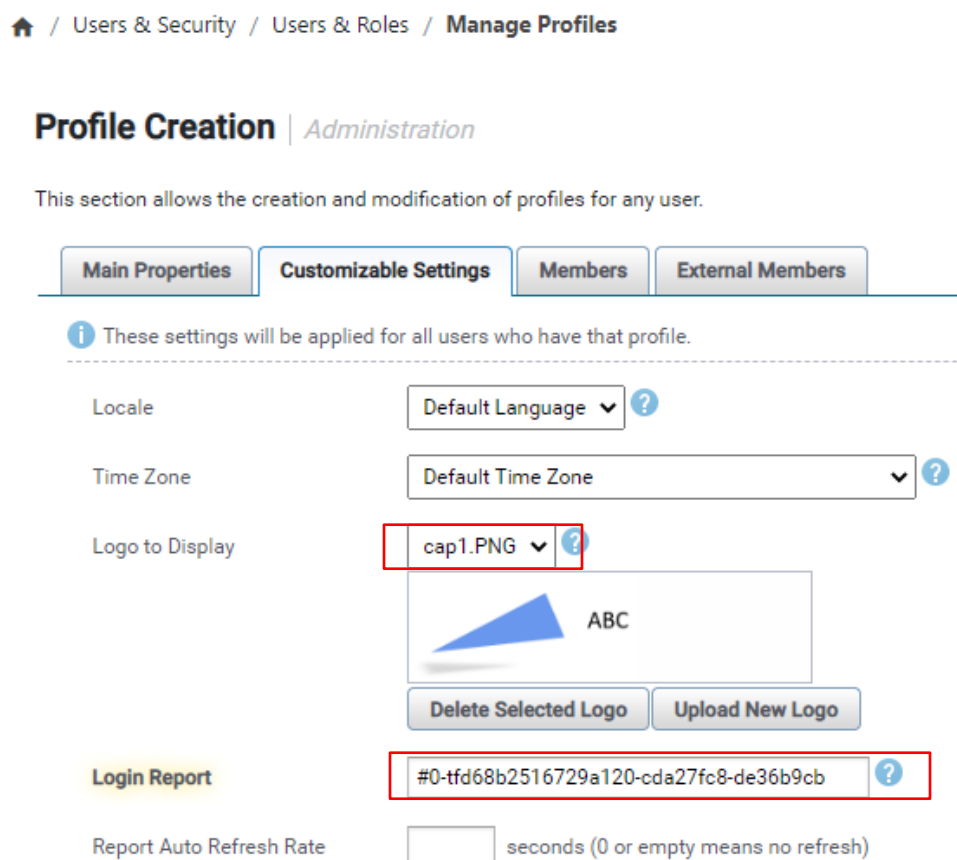 / Users & Security / Users & Roles / Manage Profiles
Profile Creation | Administration
This section allows the creation and modification of profiles for any user.
Main Properties Customizable Settings Members External Members
i These settings will be applied for all users who have that profile.
Locale Default Language ?
Time Zone Default Time Zone ?
Logo to Display cap1.PNG ?
ABC
Delete Selected Logo Upload New Logo
Login Report #0-tfd68b2516729a120-cda27fc8-de36b9cb ?
Report Auto Refresh Rate seconds (0 or empty means no refresh)